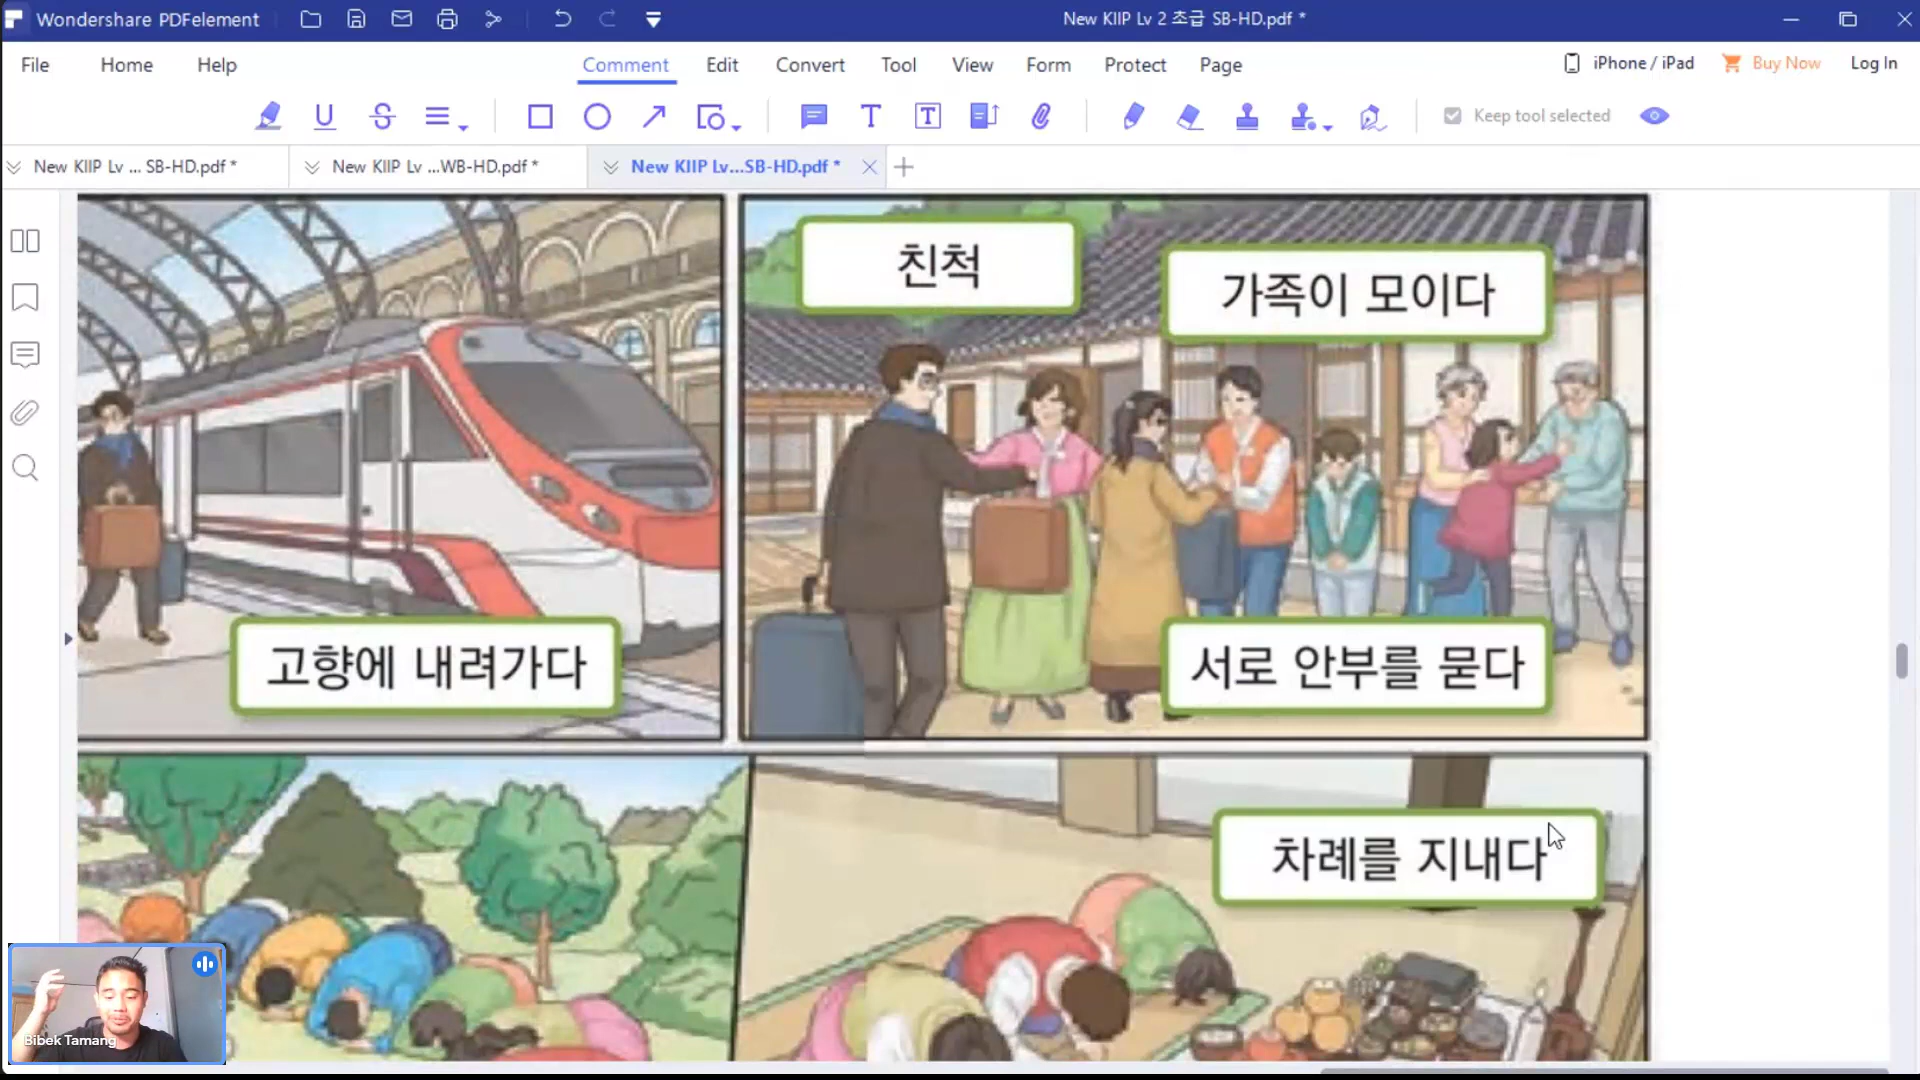 Wondershare PDFelement
New KIIP Lv 2 초급 SB-HD.pdf *
File Home Help Comment Edit Convert Tool View Form Protect Page iPhone / iPad Buy Now Log In
Keep tool selected
New KIIP Lv ... SB-HD.pdf *
New KIIP Lv ...WB-HD.pdf *
New KIIP Lv...SB-HD.pdf *
친척
가족이 모이다
고향에 내려가다
서로 안부를 묻다
차례를 지내다
Bibek Tamang